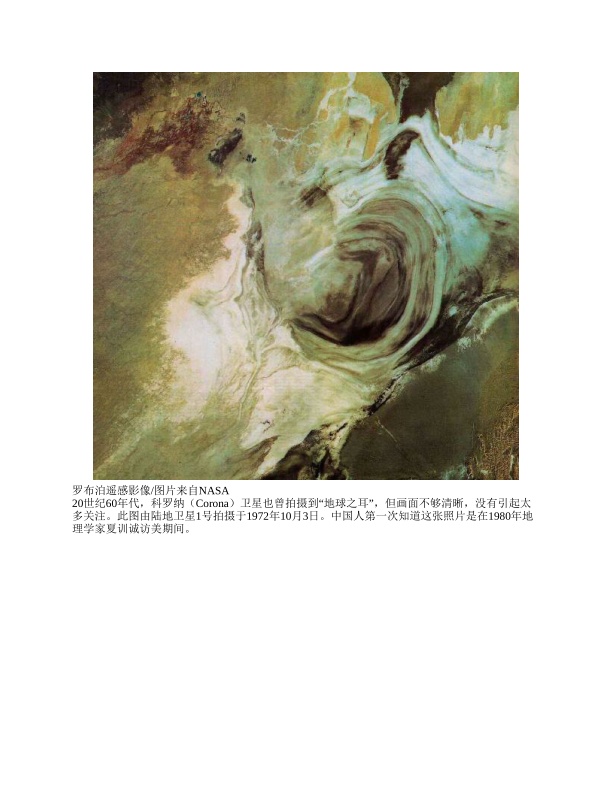 罗布泊遥感影像/图片来自NASA
20世纪60年代，科罗纳（Corona）卫星也曾拍摄到“地球之耳”，但画面不够清晰，没有引起太
多关注。此图由陆地卫星1号拍摄于1972年10月3日。中国人第一次知道这张照片是在1980年地
理学家夏训诚访美期间。